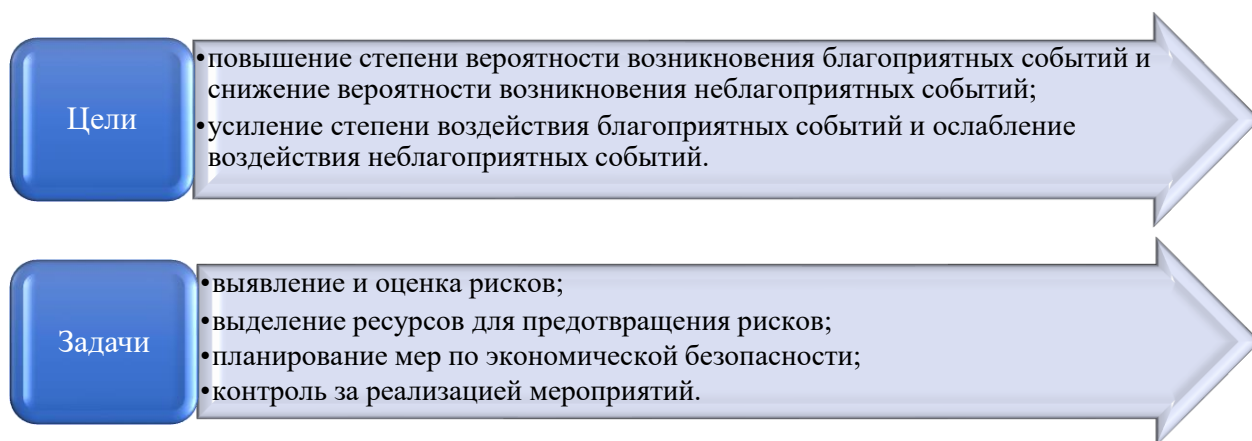 Цели
•повышение степени вероятности возникновения благоприятных событий и
снижение вероятности возникновения неблагоприятных событий;
•усиление степени воздействия благоприятных событий и ослабление
воздействия неблагоприятных событий.
Задачи
•выявление и оценка рисков;
•выделение ресурсов для предотвращения рисков;
•планирование мер по экономической безопасности;
•контроль за реализацией мероприятий.